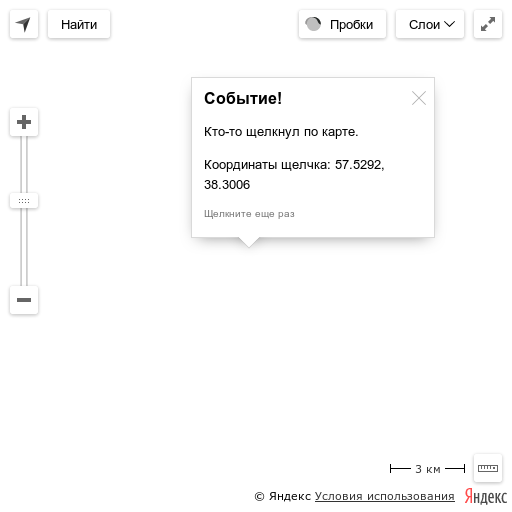 Найти
Пробки
Слои
Событие!
Кто-то щелкнул по карте.
Координаты щелчка: 57.5292,
38.3006
Щелкните еще раз
3 км
© Яндекс Условия использования
Яндекс